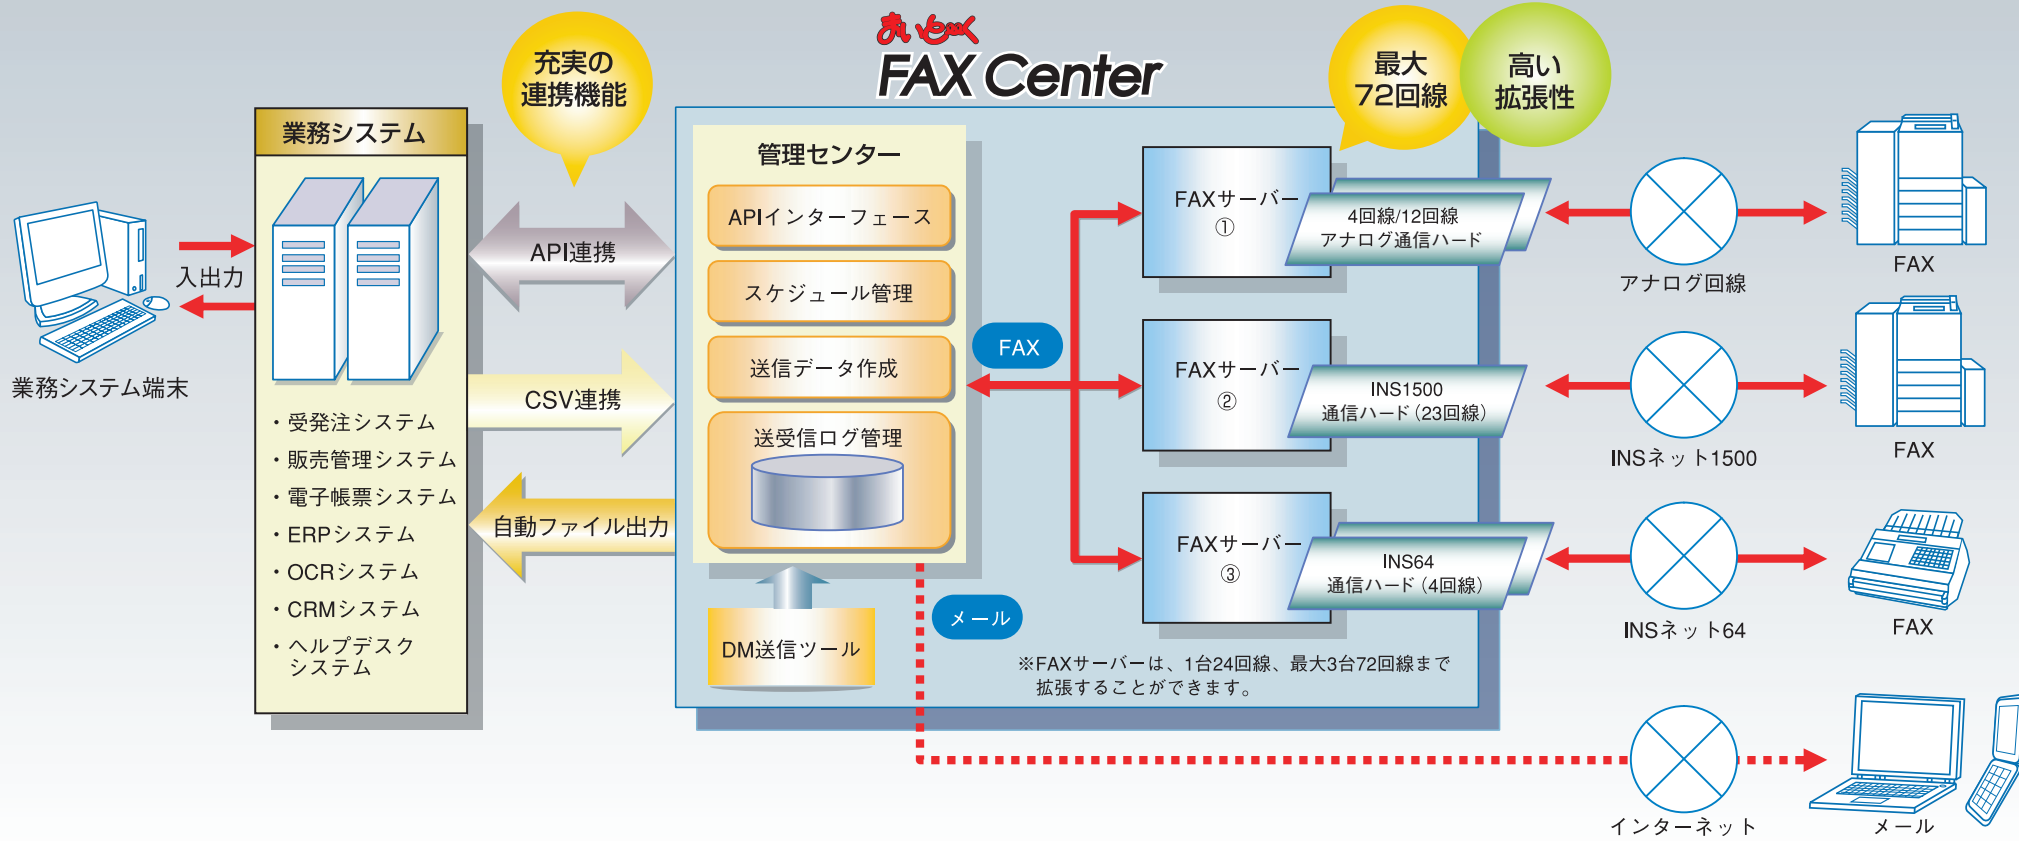 まいとーく
FAX Center
充実の
連携機能
最大
72回線
高い
拡張性
業務システム
入出力
業務システム端末
・受発注システム
・販売管理システム
・電子帳票システム
・ERPシステム
・OCRシステム
・CRMシステム
・ヘルプデスク
システム
API連携
CSV連携
自動ファイル出力
管理センター
APIインターフェース
スケジュール管理
送信データ作成
送受信ログ管理
DM送信ツール
FAX
メール
FAXサーバー
①
4回線/12回線
アナログ通信ハード
アナログ回線
FAX
FAXサーバー
②
INS1500
通信ハード（23回線）
INSネット1500
FAX
FAXサーバー
③
INS64
通信ハード（4回線）
INSネット64
FAX
※FAXサーバーは、1台24回線、最大3台72回線まで
拡張することができます。
インターネット
メール